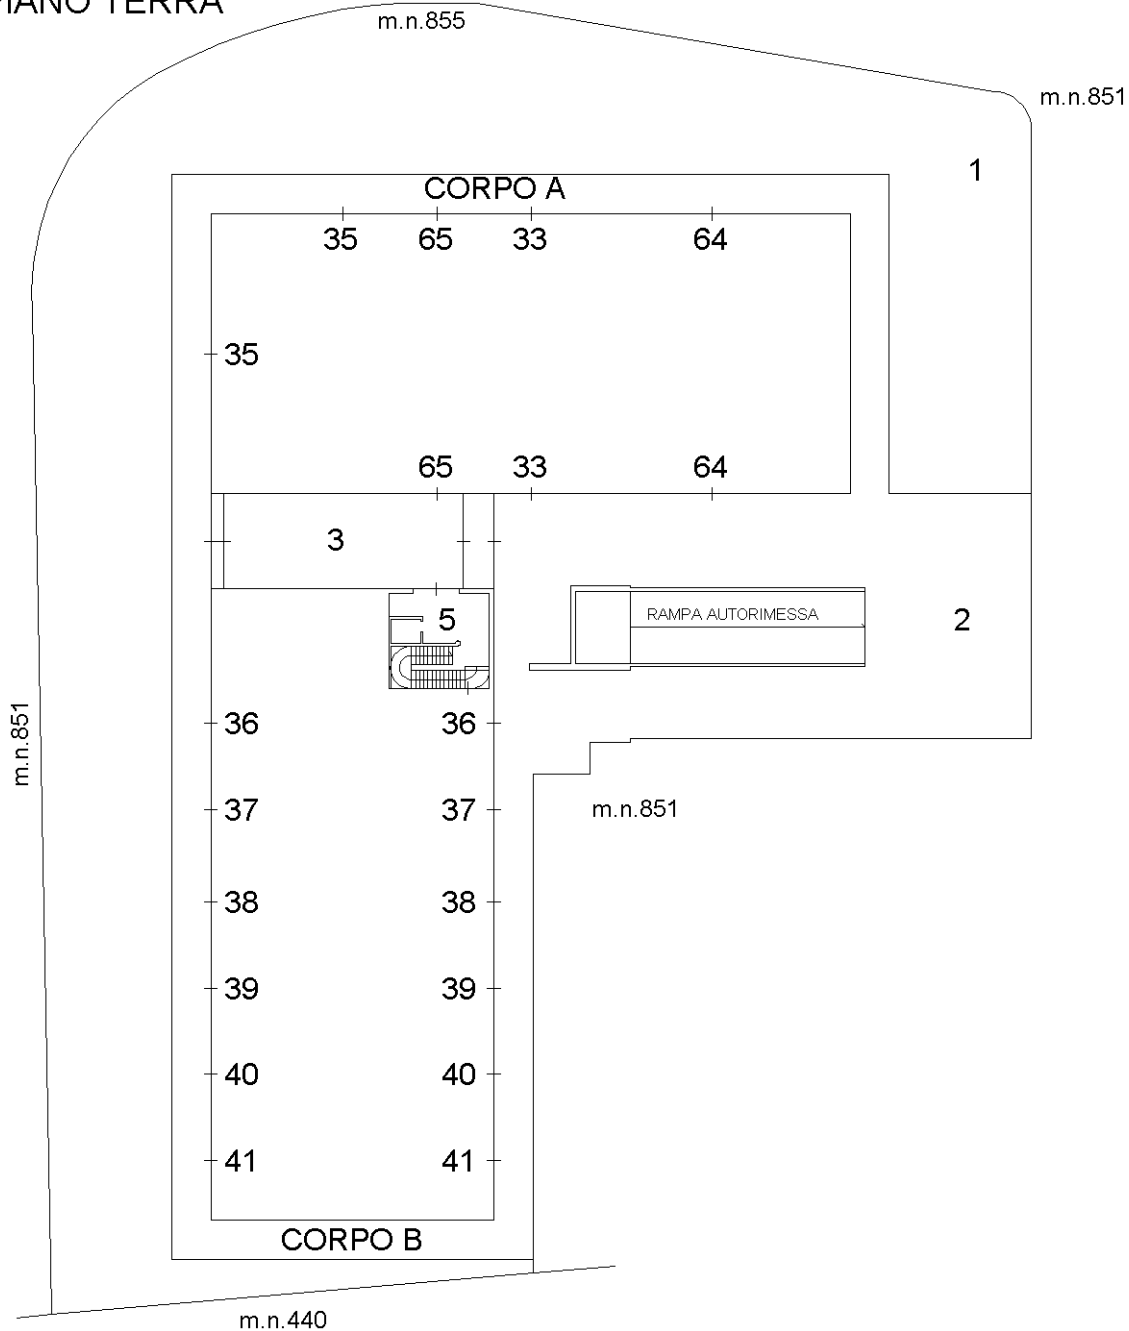 PIANO TERRA
m.n.855
m.n.851
1
CORPO A
35 65 33 64
35
65 33 64
3
5
RAMPA AUTORIMESSA
2
36 36
m.n.851
37 37
m.n.851
38 38
39 39
40 40
41 41
CORPO B
m.n.440